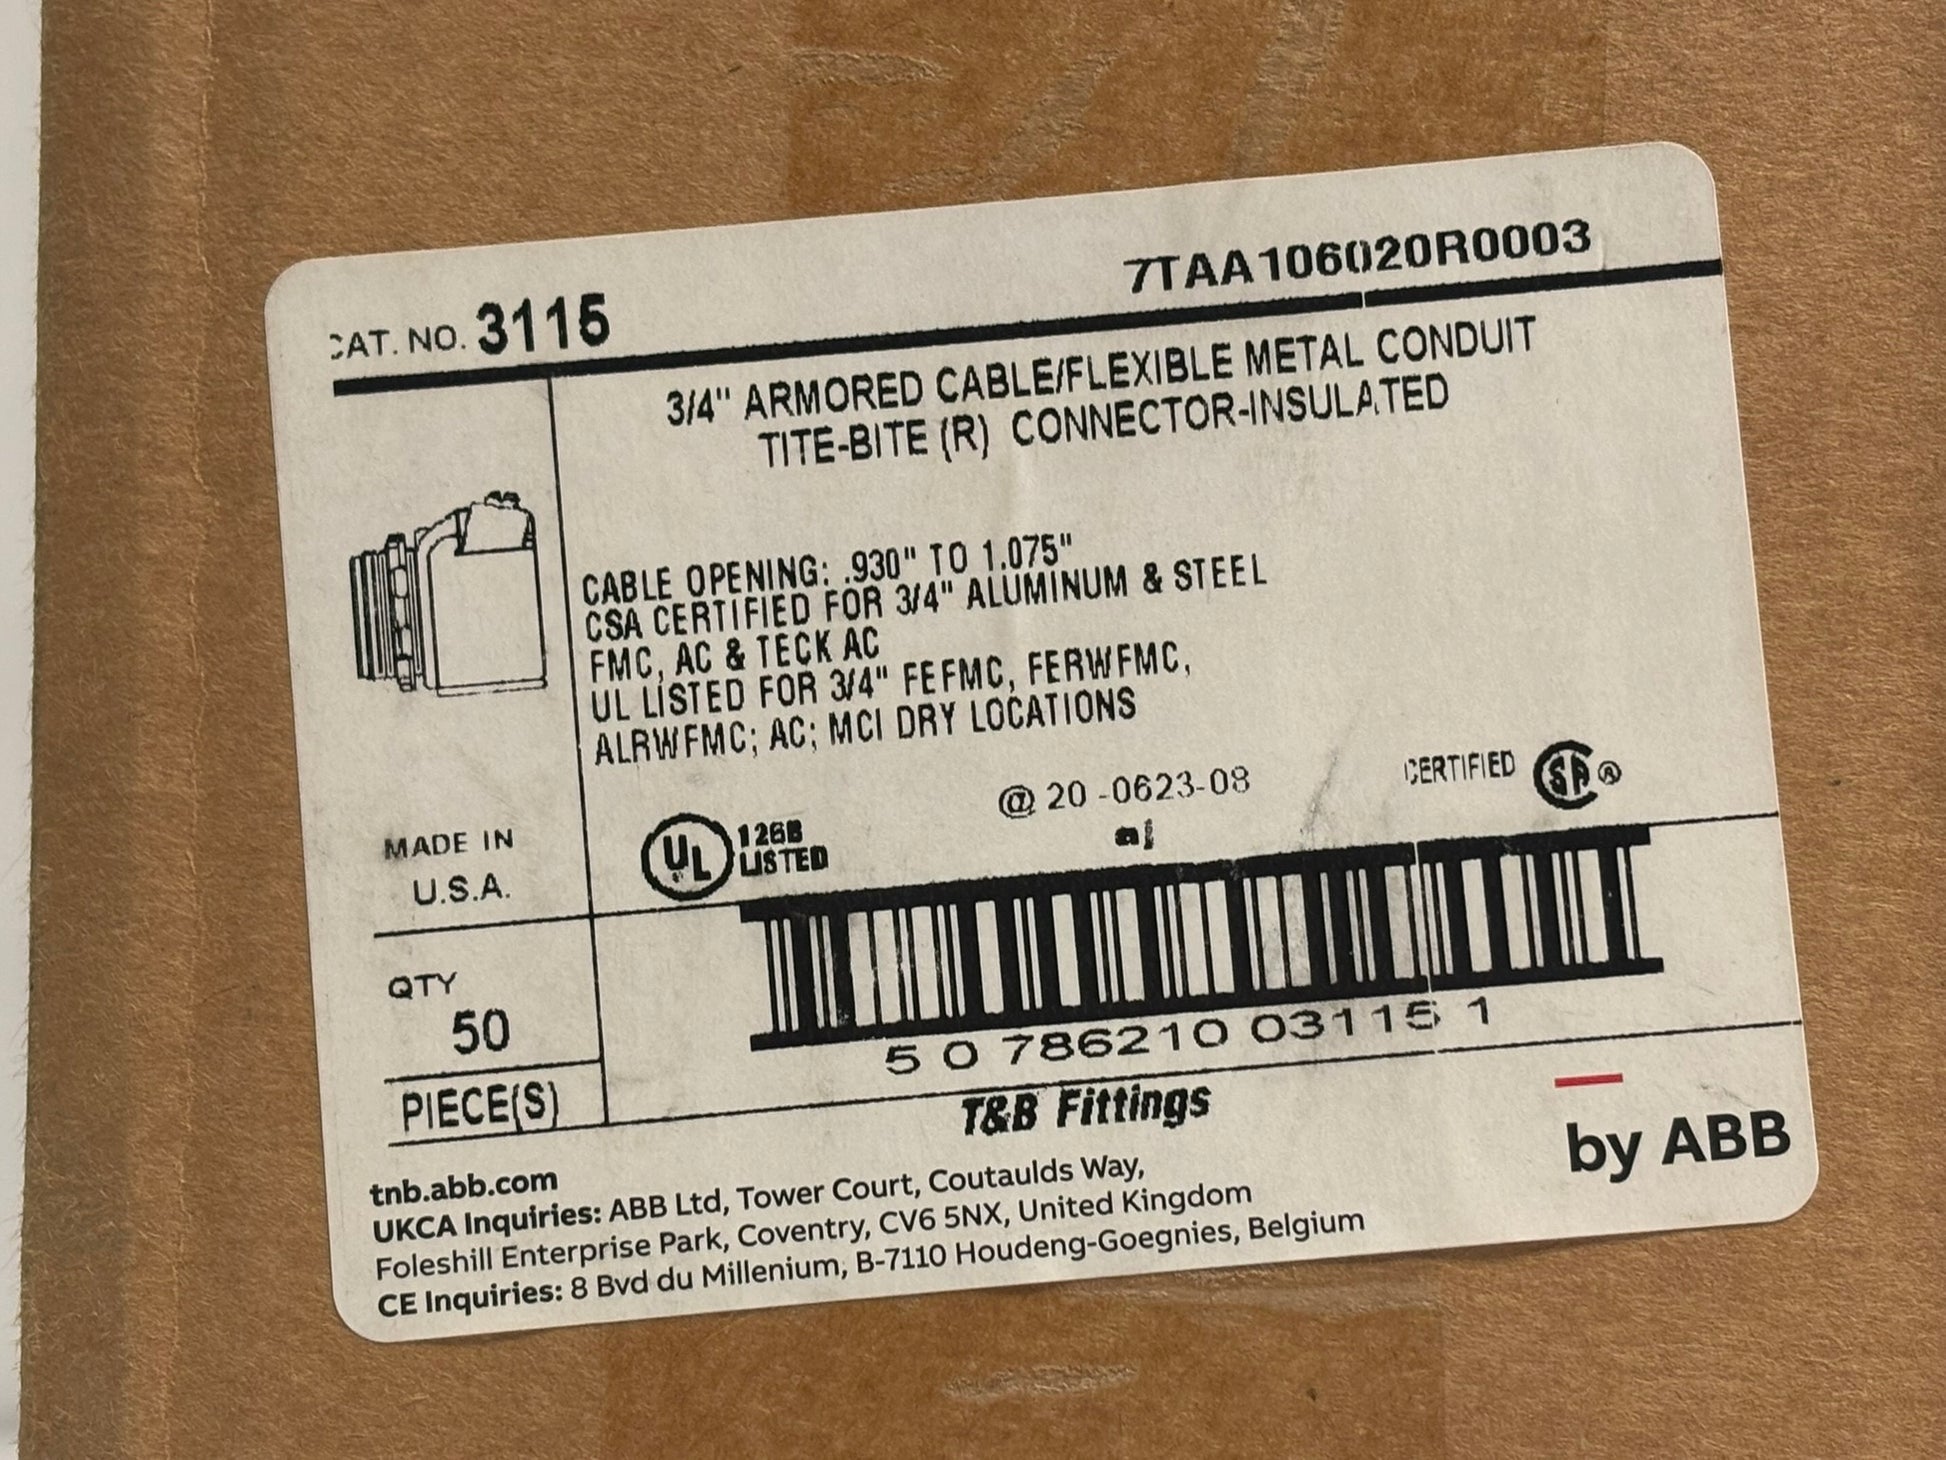 CAT. NO. 3115
7TAA106020R0003
3/4" ARMORED CABLE/FLEXIBLE METAL CONDUIT
TITE-BITE (R) CONNECTOR-INSULATED
CABLE OPENING: .930" TO 1.075"
CSA CERTIFIED FOR 3/4" ALUMINUM & STEEL
FMC, AC & TECK AC
UL LISTED FOR 3/4" FEFMC, FERWFMC,
ALRWFMC; AC; MCI DRY LOCATIONS
MADE IN
U.S.A.
UL
126B
LISTED
@ 20 -0623-08
aj
CERTIFIED SA ®
QTY
50
PIECE(S)
5 0 786210 03115 1
T&B Fittings
by ABB
tnb.abb.com
UKCA Inquiries: ABB Ltd, Tower Court, Coutaulds Way,
Foleshill Enterprise Park, Coventry, CV6 5NX, United Kingdom
CE Inquiries: 8 Bvd du Millenium, B-7110 Houdeng-Goegnies, Belgium